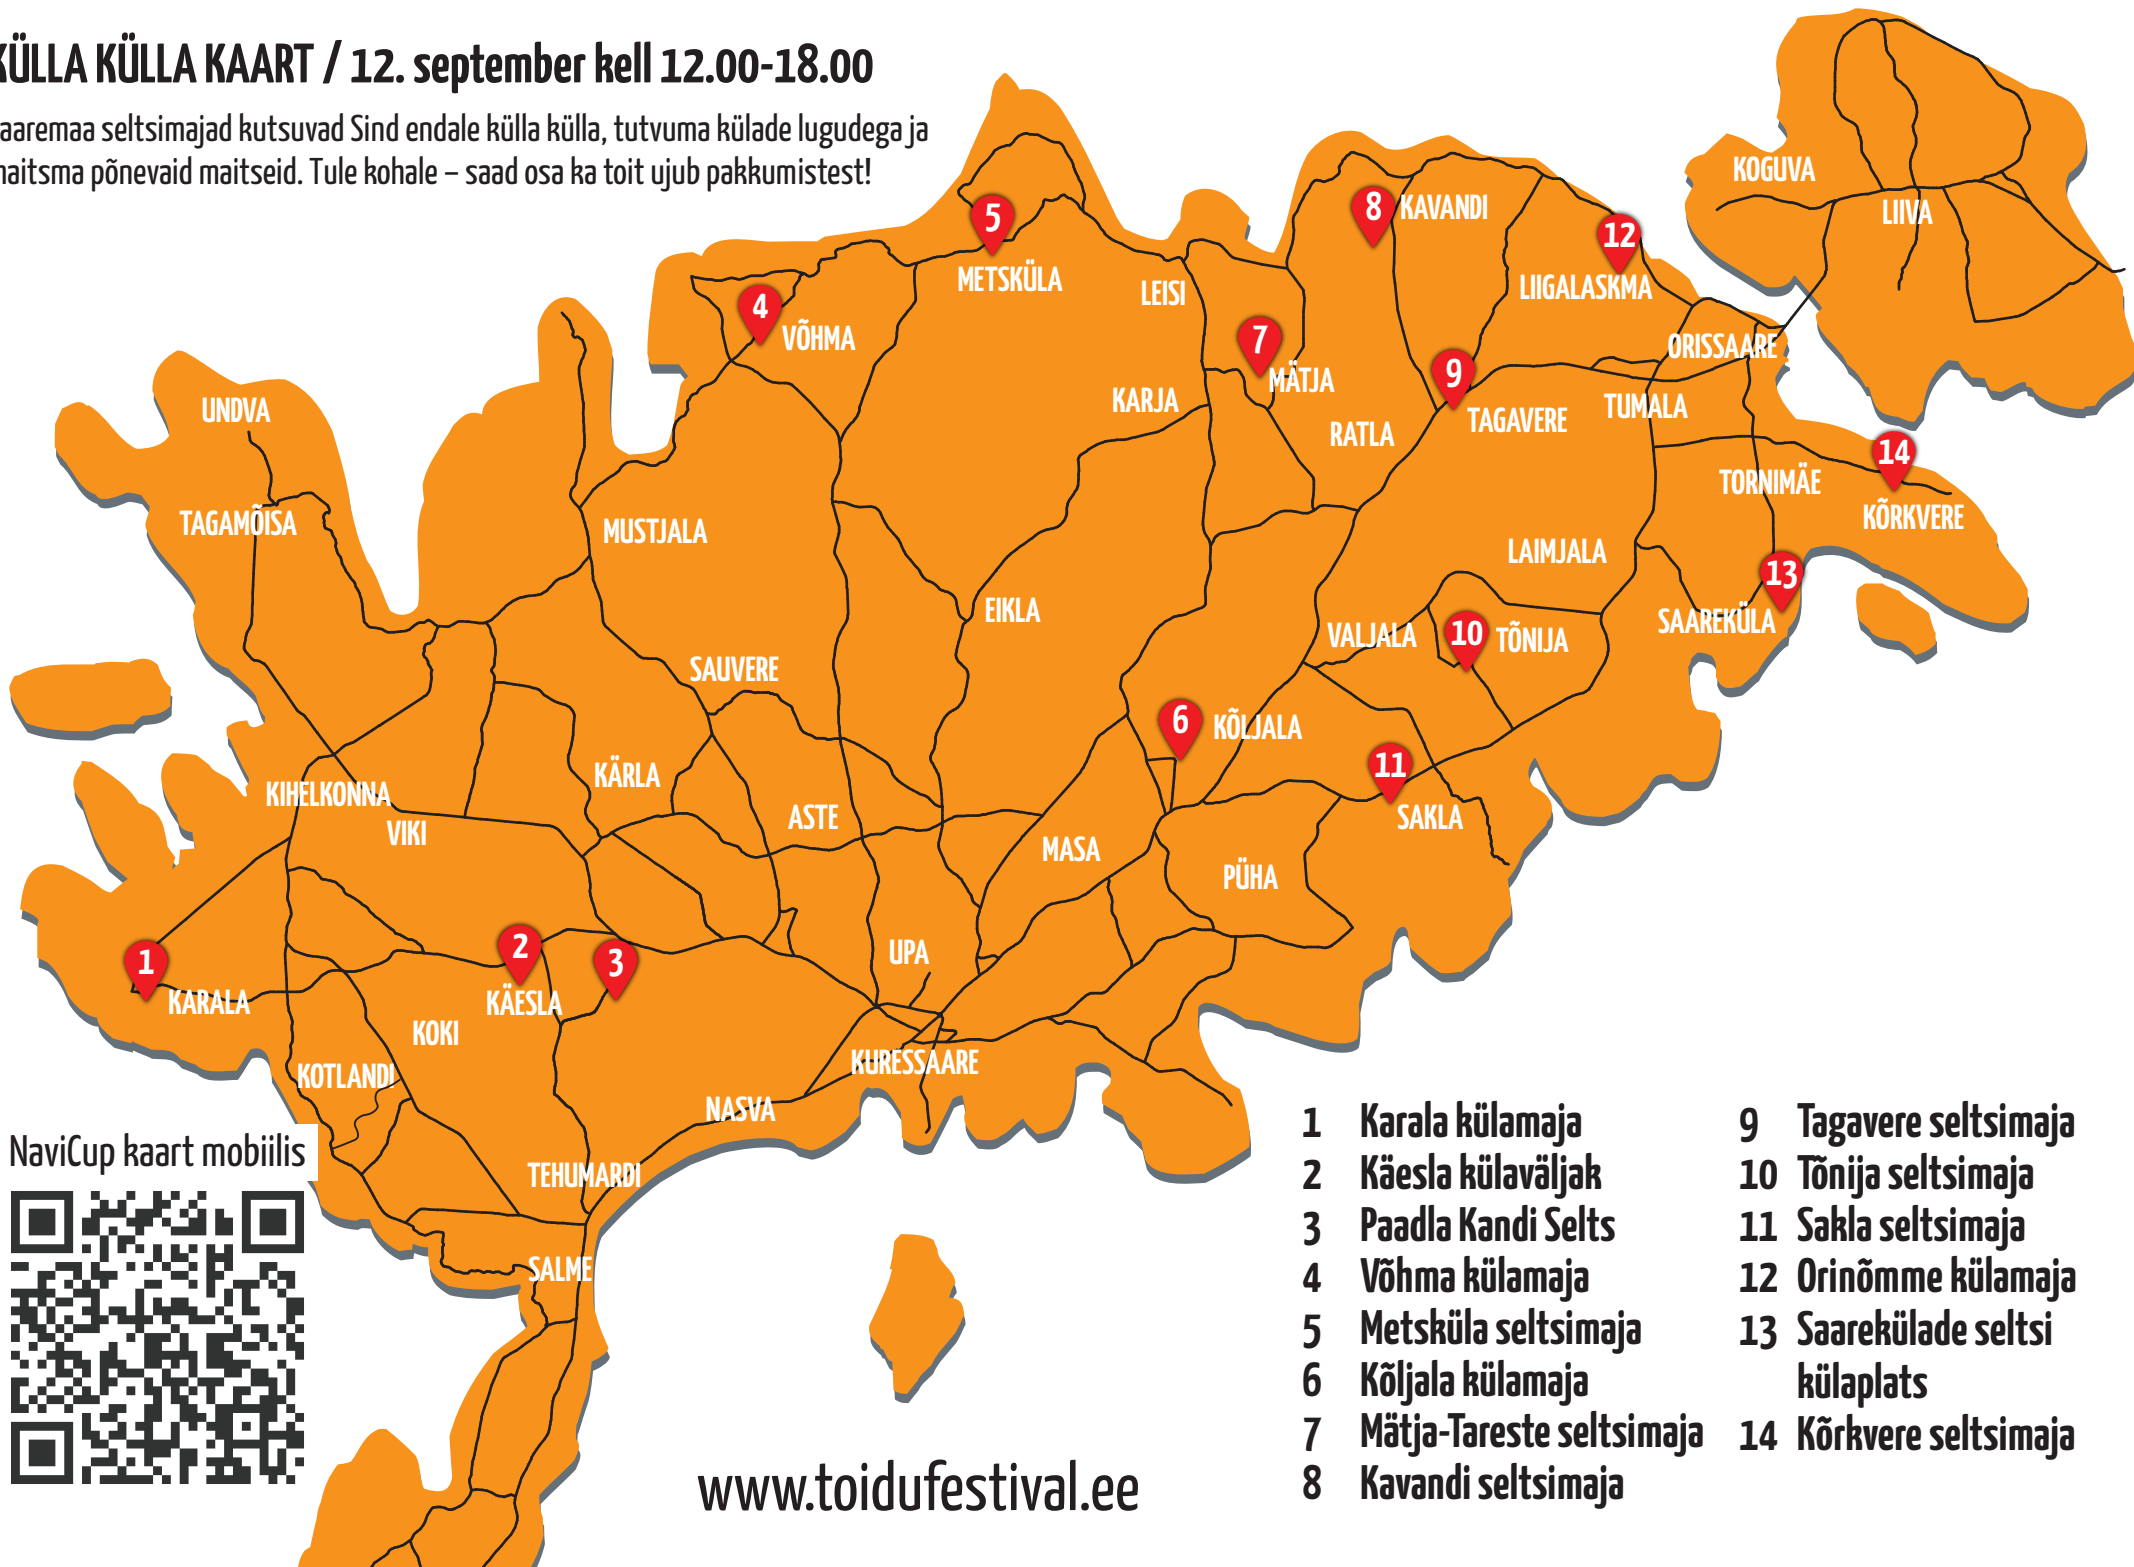 KÜLLA KÜLLA KAART / 12. september kell 12.00-18.00
aaremaa seltsimajad kutsuvad Sind endale külla külla, tutvuma külade lugudega ja
naitsma põnevaid maitseid. Tule kohale – saad osa ka toit ujub pakkumistest!
KOGUVA
LIIVA
5
METSKÜLA
8 KAVANDI
12
LIIGALASKMA
LEISI
4
VÕHMA
7
MÄTJA
ORISSAARE
9
TAGAVERE
TUMALA
KARJA
RATLA
UNDVA
TAGAMÕISA
MUSTJALA
14
KÕRKVERE
TORNIMÄE
LAIMJALA
13
SAAREKÜLA
EIKLA
VALJALA
10 TÕNIJA
SAUVERE
6 KÕLJALA
KÄRLA
11
SAKLA
KIHELKONNA
VIKI
ASTE
MASA
PÜHA
1
KARALA
2
KÄESLA
3
UPA
KOKI
KOTLANDI
KURESSAARE
NASVA
TEHUMARDI
SALME
NaviCup kaart mobiilis
www.toidufestival.ee
1 Karala külamaja
2 Käesla külaväljak
3 Paadla Kandi Selts
4 Võhma külamaja
5 Metsküla seltsimaja
6 Kõljala külamaja
7 Mätja-Tareste seltsimaja
8 Kavandi seltsimaja
9 Tagavere seltsimaja
10 Tõnija seltsimaja
11 Sakla seltsimaja
12 Orinõmme külamaja
13 Saarekülade seltsi
külaplats
14 Kõrkvere seltsimaja